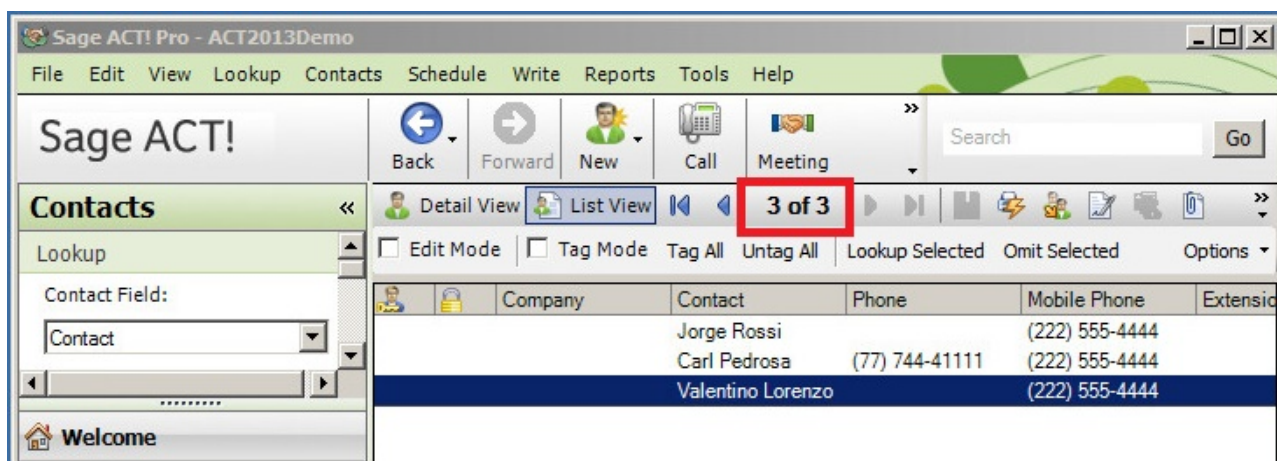 Sage ACT! Pro - ACT2013Demo
File Edit View Lookup Contacts Schedule Write Reports Tools Help
Sage ACT!
Back Forward New Call Meeting » Search Go
Contacts « Detail View List View 3 of 3 »
Lookup Edit Mode Tag Mode Tag All Untag All Lookup Selected Omit Selected Options
Contact Field:
Company Contact Phone Mobile Phone Extensio
Contact
Jorge Rossi (222) 555-4444
Carl Pedrosa (77) 744-41111 (222) 555-4444
Valentino Lorenzo (222) 555-4444
Welcome